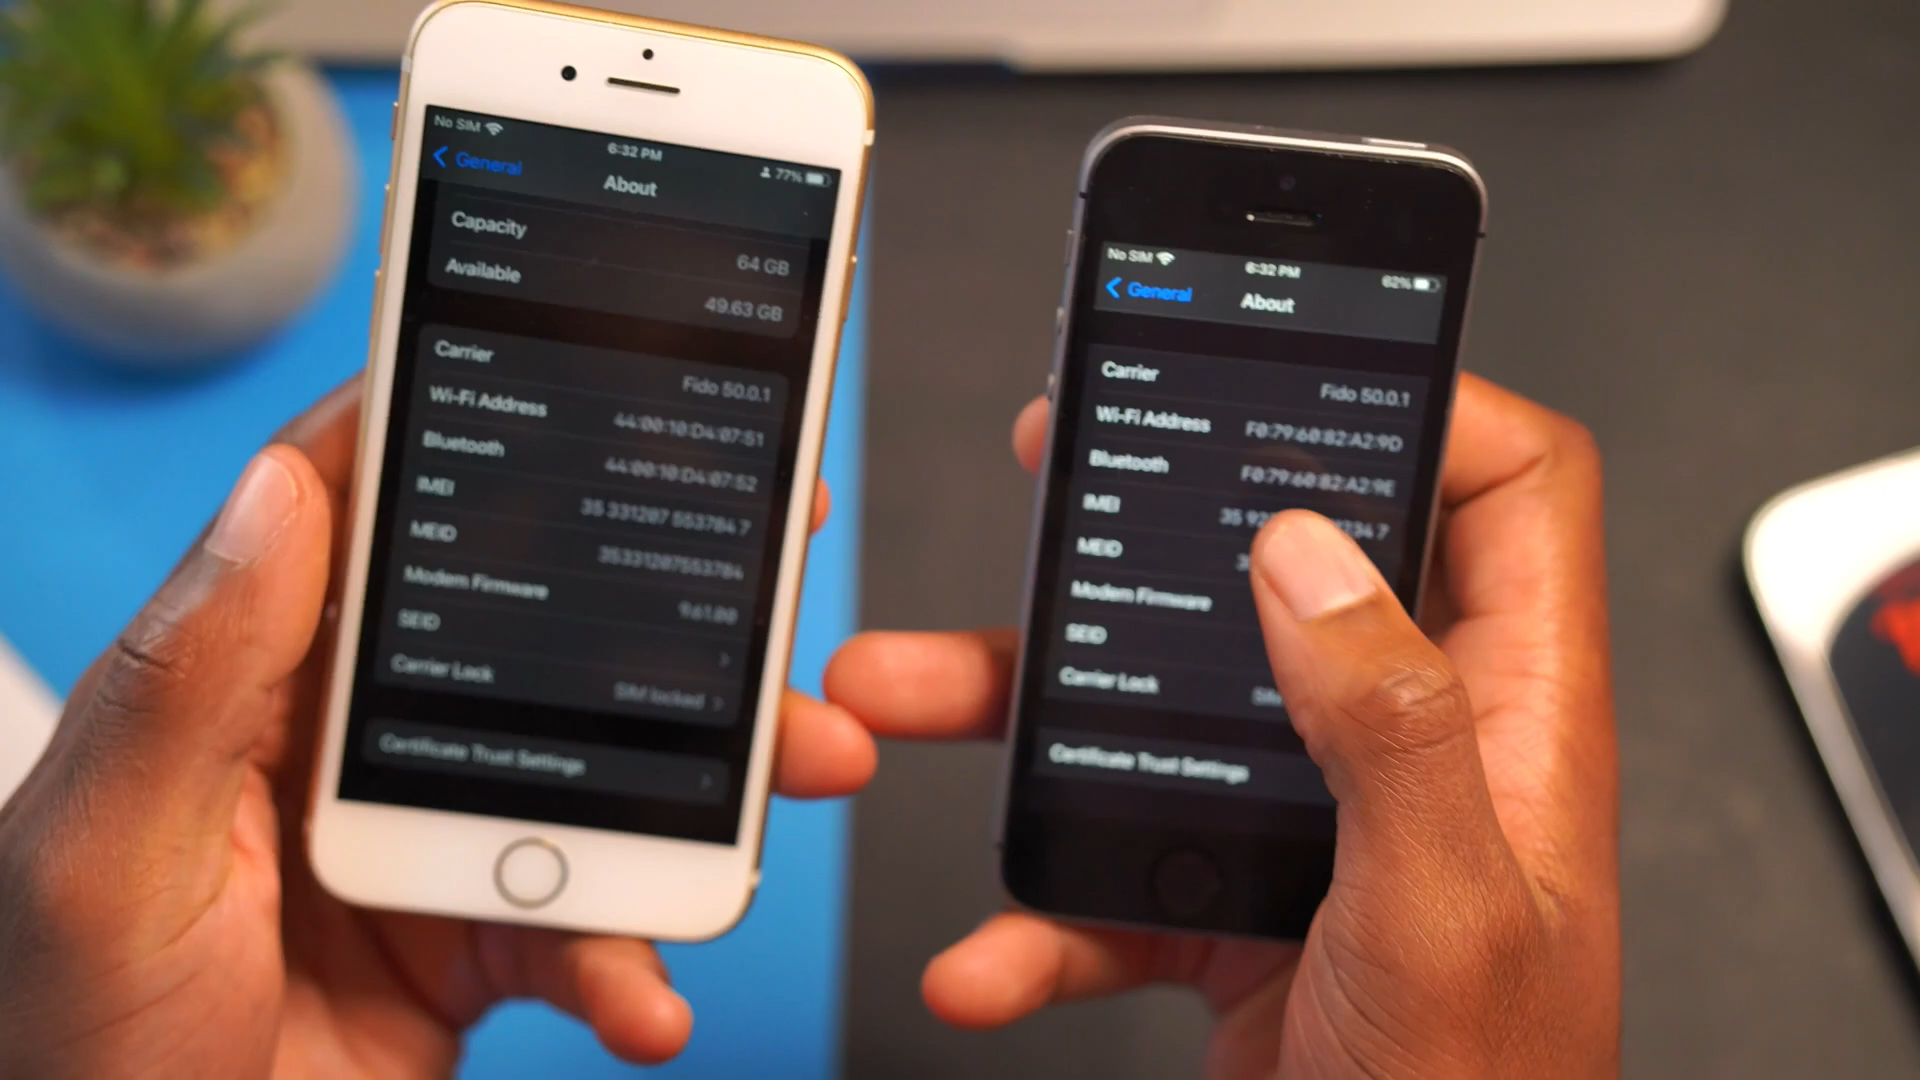 No SIM
6:32 PM
77%
General
About
Capacity
64 GB
Available
49.63 GB
Carrier
Fido 50.0.1
Wi-Fi Address
44:00:10:D4:07:51
Bluetooth
44:00:10:D4:07:52
IMEI
35 331207 553784 7
MEID
35331207553784
Modem Firmware
9.61.00
SEID
Carrier Lock
SIM locked
Certificate Trust Settings
No SIM
6:32 PM
62%
General
About
Carrier
Fido 50.0.1
Wi-Fi Address
F0:79:60:82:A2:9D
Bluetooth
F0:79:60:82:A2:9E
IMEI
35
MEID
Modem Firmware
SEID
Carrier Lock
Certificate Trust Settings